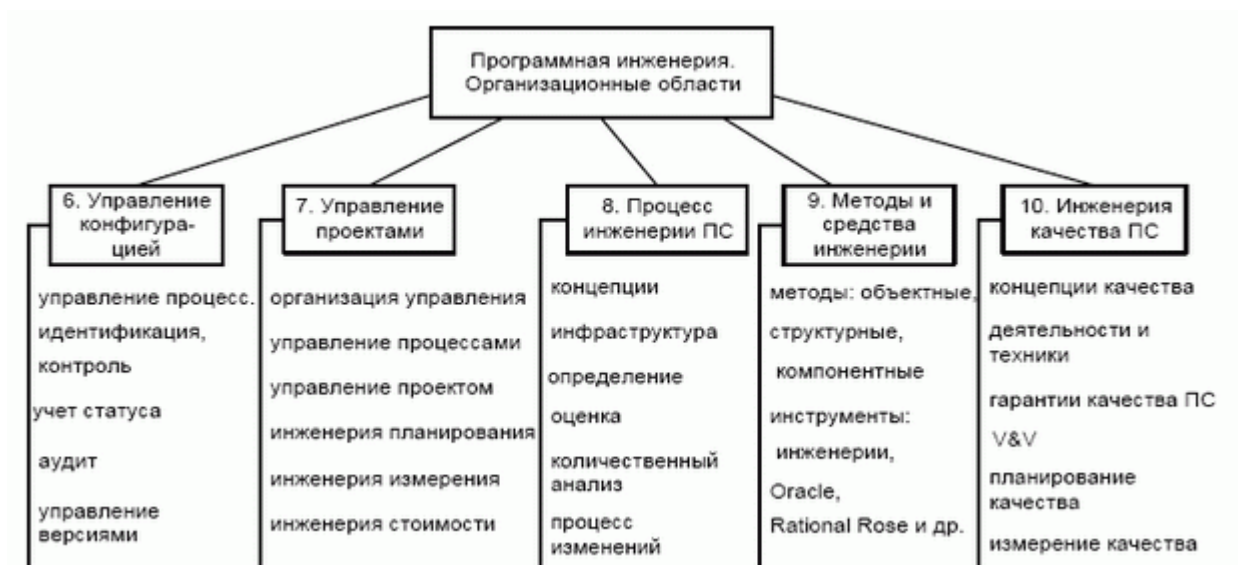 Программная инженерия.
Организационные области
6. Управление
конфигура-
цией
управление процесс.
идентификация,
контроль
учет статуса
аудит
управление
версиями
7. Управление
проектами
организация управления
управление процессами
управление проектом
инженерия планирования
инженерия измерения
инженерия стоимости
8. Процесс
инженерии ПС
концепции
инфраструктура
определение
оценка
количественный
анализ
процесс
изменений
9. Методы и
средства
инженерии
методы: объектные,
структурные,
компонентные
инструменты:
инженерии,
Oracle,
Rational Rose и др.
10. Инженерия
качества ПС
концепции качества
деятельности и
техники
гарантии качества ПС
V&V
планирование
качества
измерение качества